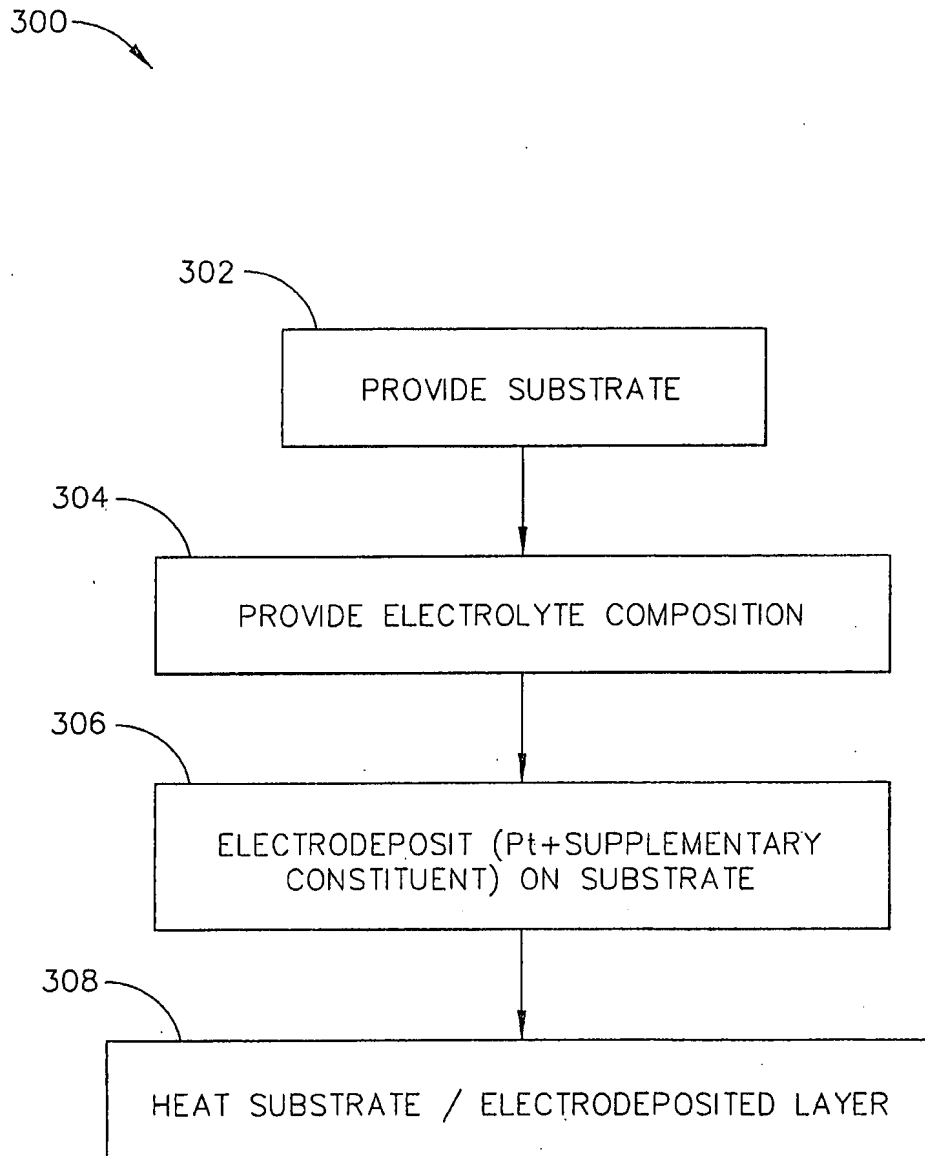 300
302
PROVIDE SUBSTRATE
304
PROVIDE ELECTROLYTE COMPOSITION
306
ELECTRODEPOSIT (Pt+SUPPLEMENTARY
CONSTITUENT) ON SUBSTRATE
308
HEAT SUBSTRATE / ELECTRODEPOSITED LAYER